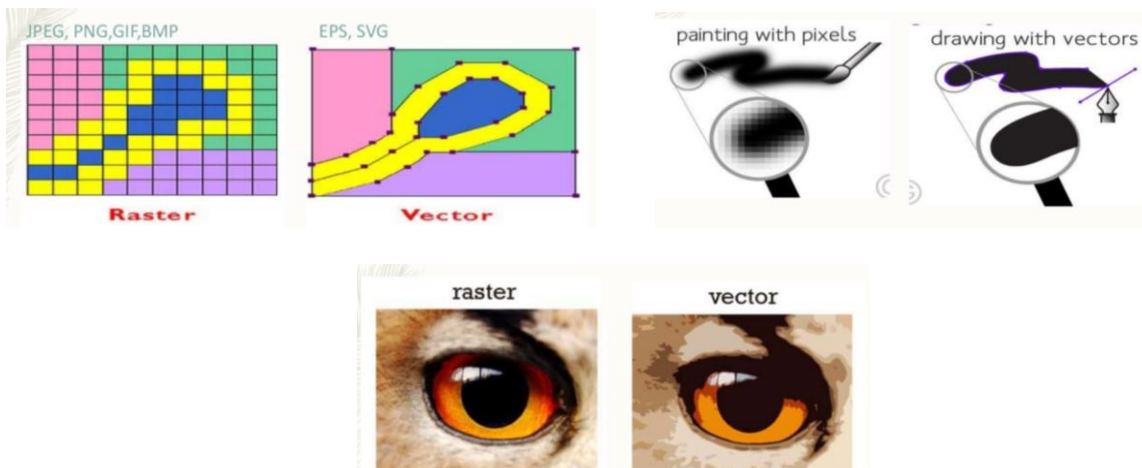 JPEG, PNG,GIF,BMP
EPS, SVG
Raster
Vector
painting with pixels
drawing with vectors
raster
vector